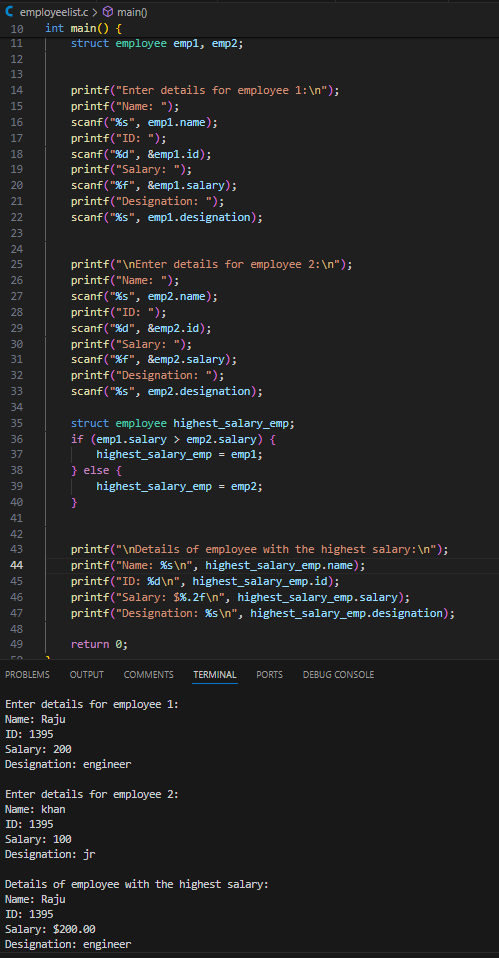 employeelist.c > main()
10 int main() {
11 struct employee emp1, emp2;
12
13
14 printf("Enter details for employee 1:\n");
15 printf("Name: ");
16 scanf("%s", emp1.name);
17 printf("ID: ");
18 scanf("%d", &emp1.id);
19 printf("Salary: ");
20 scanf("%f", &emp1.salary);
21 printf("Designation: ");
22 scanf("%s", emp1.designation);
23
24
25 printf("\nEnter details for employee 2:\n");
26 printf("Name: ");
27 scanf("%s", emp2.name);
28 printf("ID: ");
29 scanf("%d", &emp2.id);
30 printf("Salary: ");
31 scanf("%f", &emp2.salary);
32 printf("Designation: ");
33 scanf("%s", emp2.designation);
34
35 struct employee highest_salary_emp;
36 if (emp1.salary > emp2.salary) {
37 highest_salary_emp = emp1;
38 } else {
39 highest_salary_emp = emp2;
40 }
41
42
43 printf("\nDetails of employee with the highest salary:\n");
44 printf("Name: %s\n", highest_salary_emp.name);
45 printf("ID: %d\n", highest_salary_emp.id);
46 printf("Salary: $%.2f\n", highest_salary_emp.salary);
47 printf("Designation: %s\n", highest_salary_emp.designation);
48
49 return 0;
50 }
PROBLEMS OUTPUT COMMENTS TERMINAL PORTS DEBUG CONSOLE
Enter details for employee 1:
Name: Raju
ID: 1395
Salary: 200
Designation: engineer
Enter details for employee 2:
Name: khan
ID: 1395
Salary: 100
Designation: jr
Details of employee with the highest salary:
Name: Raju
ID: 1395
Salary: $200.00
Designation: engineer